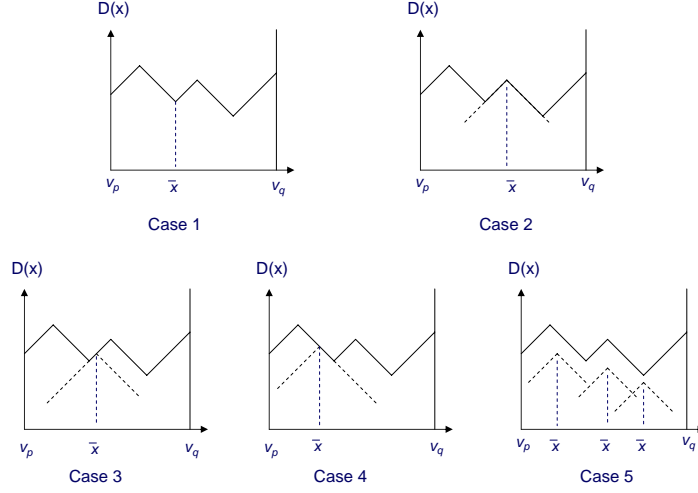 D(x) D(x)
v_p x̅ v_q v_p x̅ v_q
Case 1 Case 2
D(x) D(x) D(x)
v_p x̅ v_q v_p x̅ v_q v_p x̅ x̅ x̅ v_q
Case 3 Case 4 Case 5